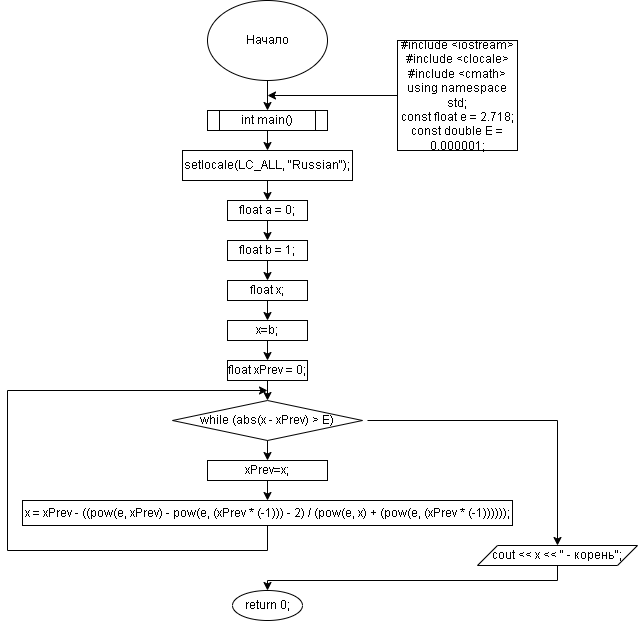 Начало
#include <iostream>
#include <clocale>
#include <cmath>
using namespace
std;
const float e = 2.718;
const double E =
0.000001;
int main()
setlocale(LC_ALL, "Russian");
float a = 0;
float b = 1;
float x;
x=b;
float xPrev = 0;
while (abs(x - xPrev) > E)
xPrev=x;
x = xPrev - ((pow(e, xPrev) - pow(e, (xPrev * (-1))) - 2) / (pow(e, x) + (pow(e, (xPrev * (-1))))));
cout << x << " - корень";
return 0;